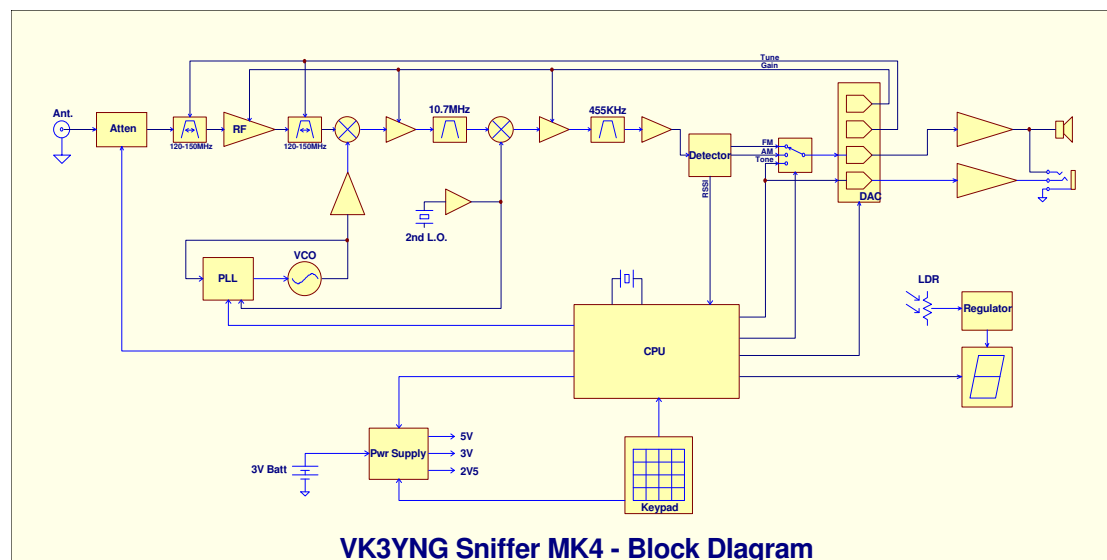 Tune
Gain
Ant.
Atten
120-150MHz
RF
120-150MHz
10.7MHz
455KHz
Detector
FM
AM
Tone
RSSI
DAC
2nd L.O.
PLL
VCO
CPU
LDR
Regulator
Pwr Supply
5V
3V
2V5
3V Batt
Keypad
VK3YNG Sniffer MK4 - Block DIagram